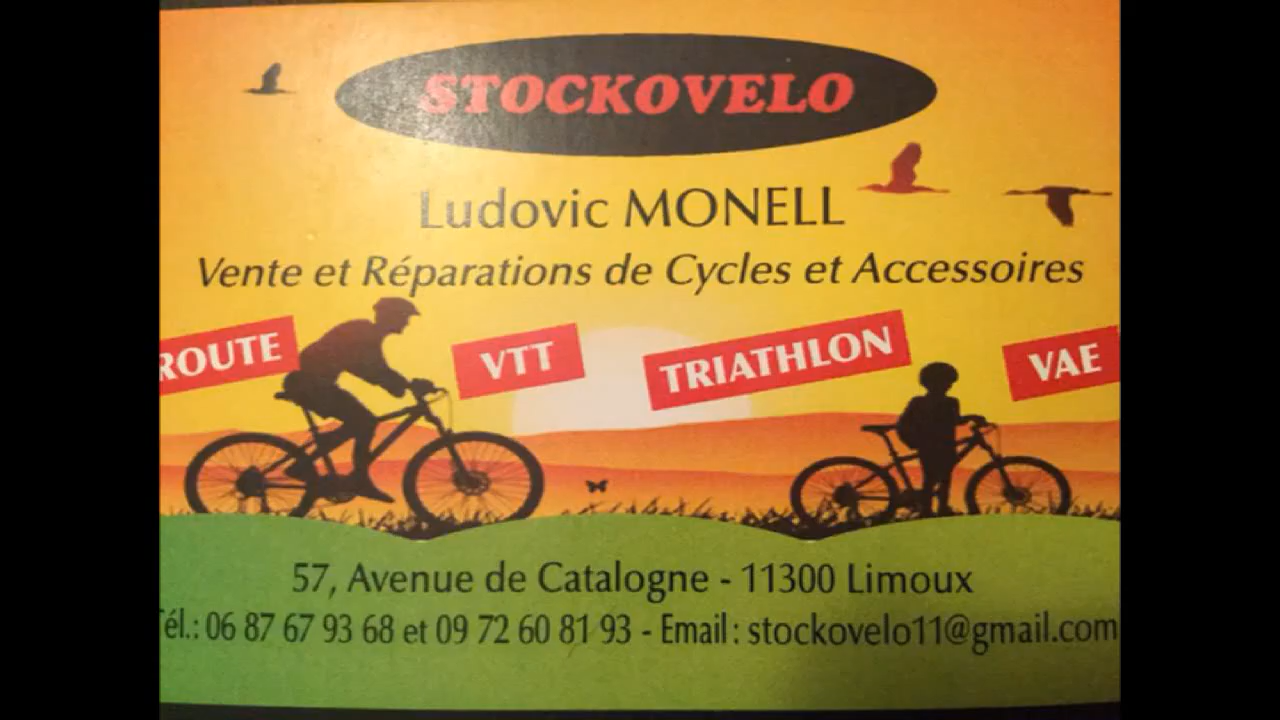 STOCKOVELO
Ludovic MONELL
Vente et Réparations de Cycles et Accessoires
ROUTE
VTT
TRIATHLON
VAE
57, Avenue de Catalogne - 11300 Limoux
Tél.: 06 87 67 93 68 et 09 72 60 81 93 - Email : stockovelo11@gmail.com